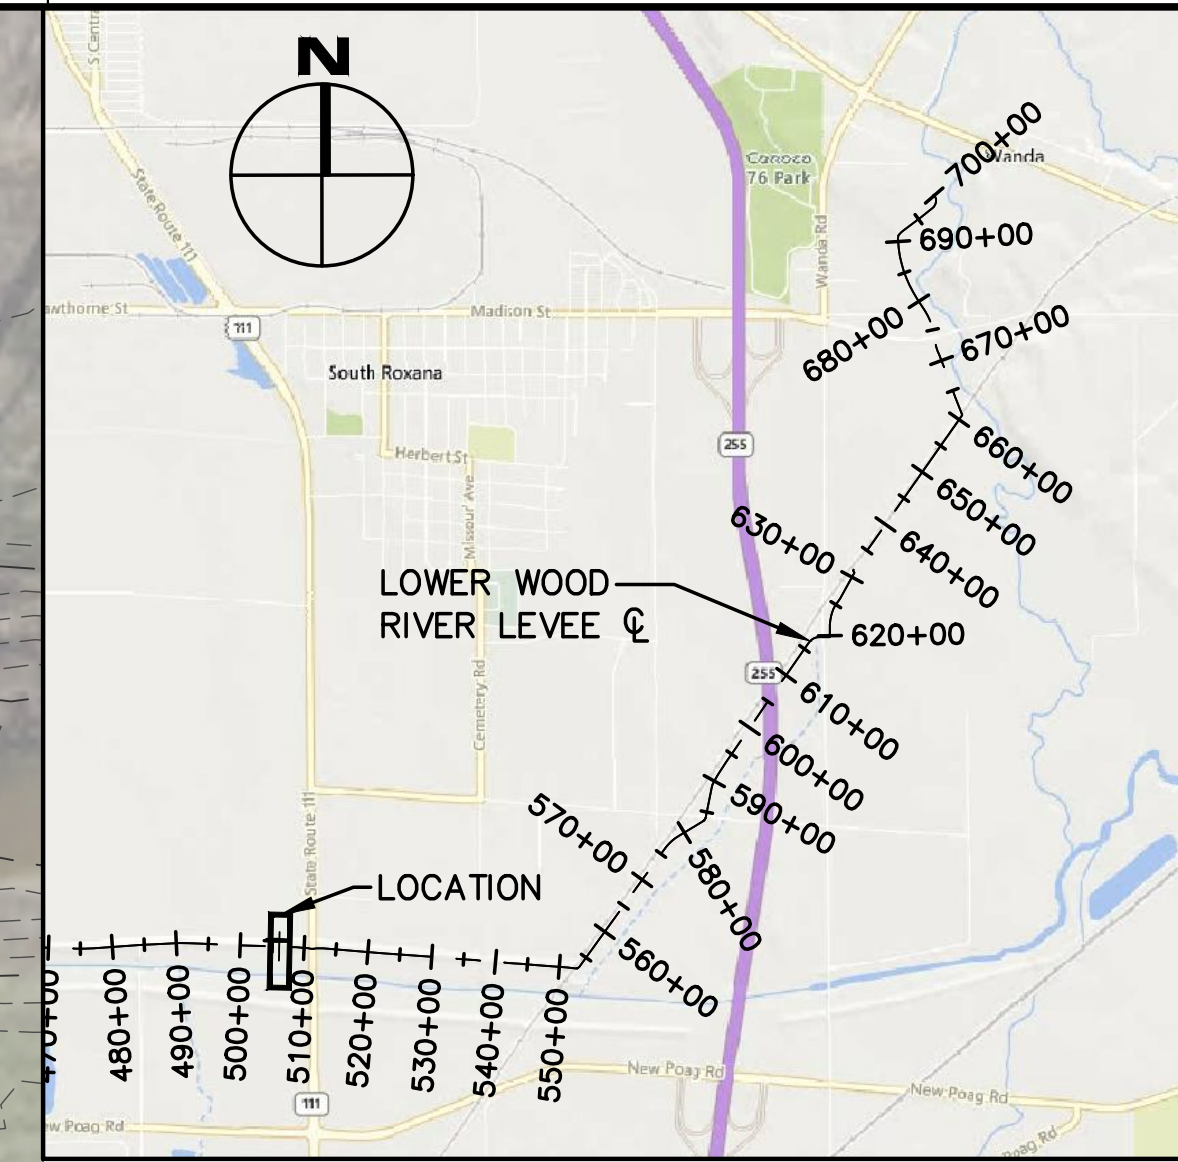 N
S Centra
State Route 111
Conoco
76 Park
Wanda Rd
700+00
Wanda
690+00
awthorne St
Madison St
111
680+00
670+00
South Roxana
255
Herbert St
660+00
Missouri Ave
650+00
630+00
640+00
LOWER WOOD
RIVER LEVEE ℄
620+00
255
610+00
Cemetery Rd
600+00
590+00
570+00
580+00
State Route 111
LOCATION
560+00
470+00
480+00
490+00
500+00
510+00
520+00
530+00
540+00
550+00
New Poag Rd
New Poag Rd
111
ew Poag Rd
Poag Rd